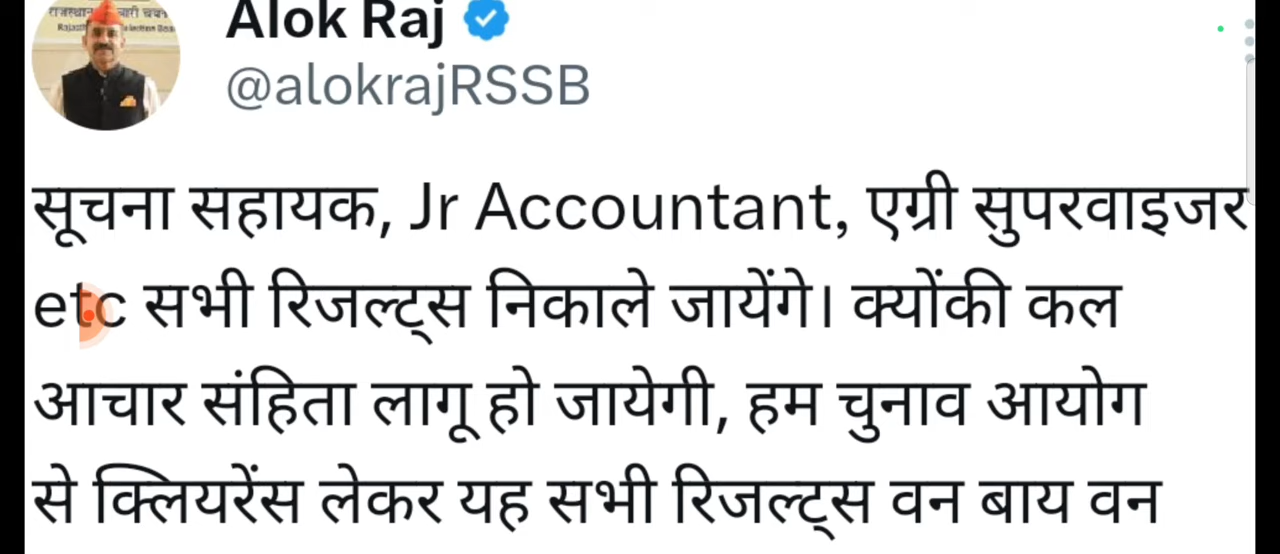 Alok Raj
@alokrajRSSB
सूचना सहायक, Jr Accountant, एग्री सुपरवाइजर
etc सभी रिजल्ट्स निकाले जायेंगे। क्योंकी कल
आचार संहिता लागू हो जायेगी, हम चुनाव आयोग
से क्लियरेंस लेकर यह सभी रिजल्ट्स वन बाय वन